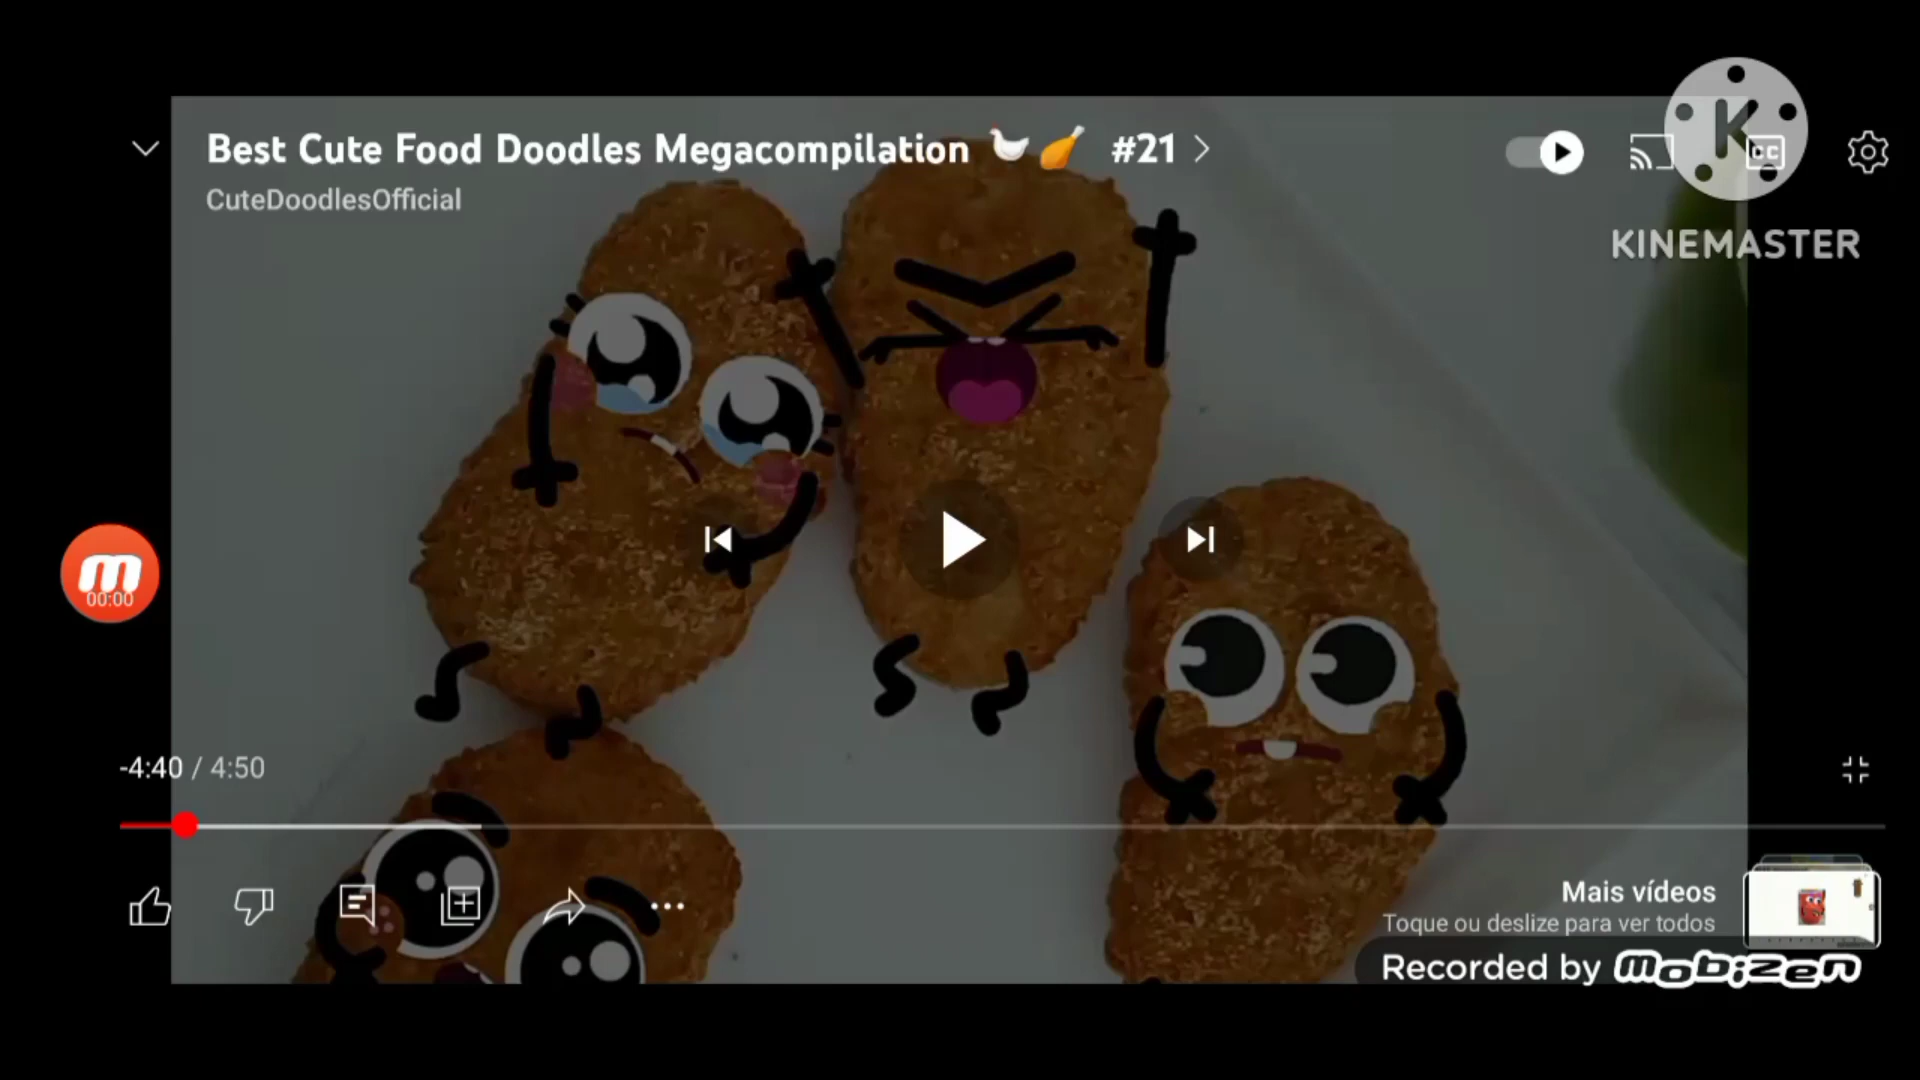 Best Cute Food Doodles Megacompilation 🐔🍗 #21
CuteDoodlesOfficial
K
CC
KINEMASTER
m
00:00
-4:40 / 4:50
Mais vídeos
Toque ou deslize para ver todos
Recorded by mobizen